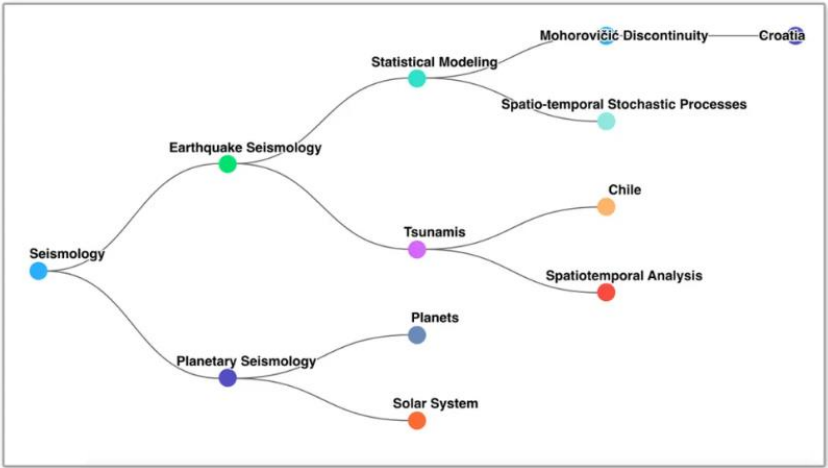 Mohorovičić Discontinuity
Croatia
Statistical Modeling
Spatio-temporal Stochastic Processes
Earthquake Seismology
Chile
Tsunamis
Seismology
Spatiotemporal Analysis
Planets
Planetary Seismology
Solar System